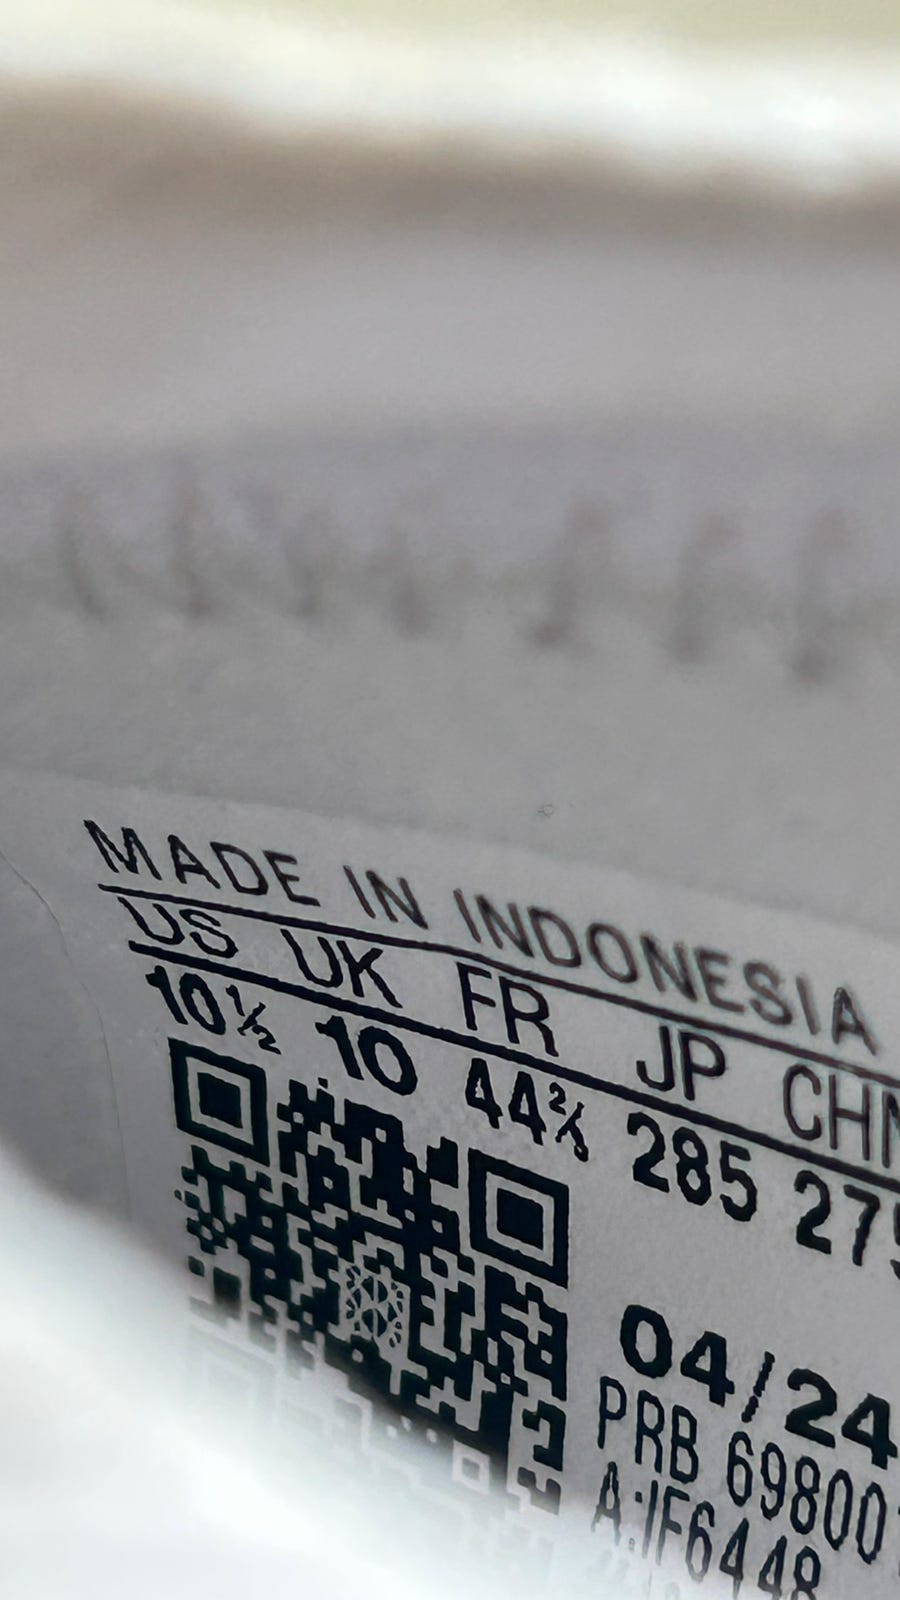 MADE IN INDONESIA
US UK FR JP CHN
10½ 10 44⅔ 285 275
04/24
PRB 69800
A:IF6448